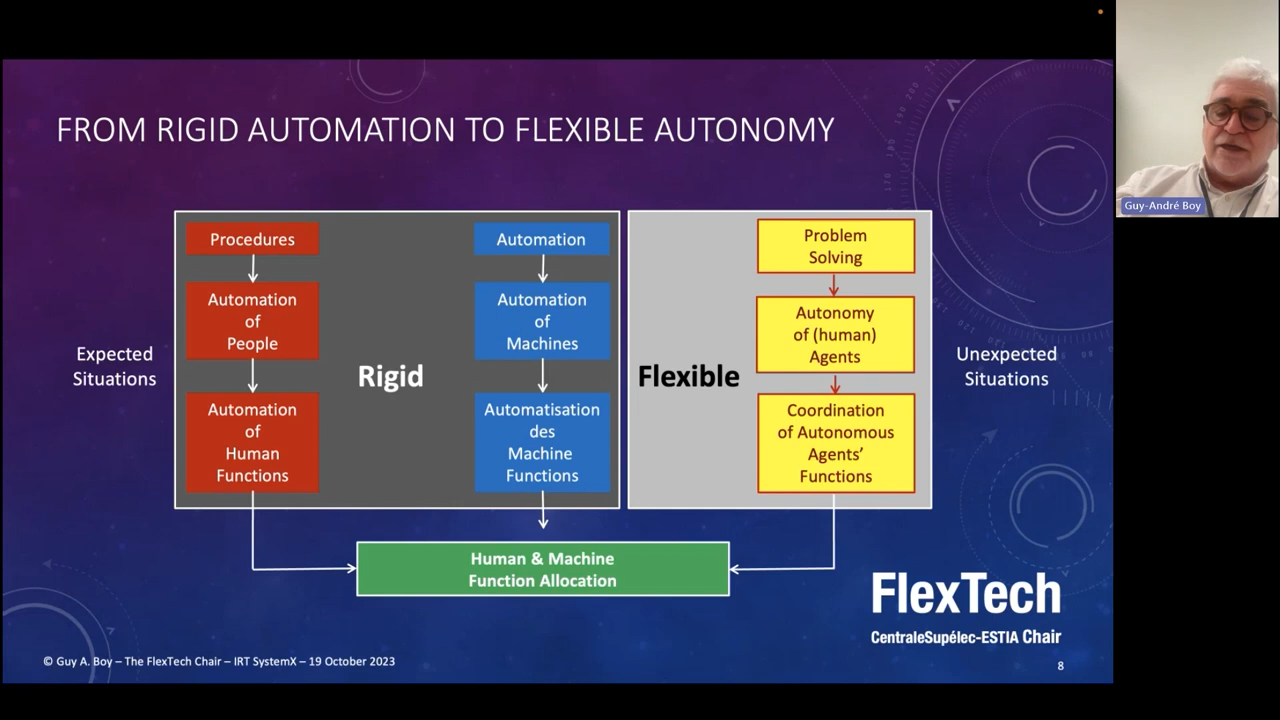 FROM RIGID AUTOMATION TO FLEXIBLE AUTONOMY
Guy-André Boy
Expected
Situations
Procedures
Automation
of
People
Automation
of
Human
Functions
Rigid
Automation
Automation
of
Machines
Automatisation
des
Machine
Functions
Flexible
Problem
Solving
Autonomy
of (human)
Agents
Coordination
of Autonomous
Agents’
Functions
Unexpected
Situations
Human & Machine
Function Allocation
FlexTech
CentraleSupélec-ESTIA Chair
© Guy A. Boy – The FlexTech Chair – IRT SystemX – 19 October 2023
8